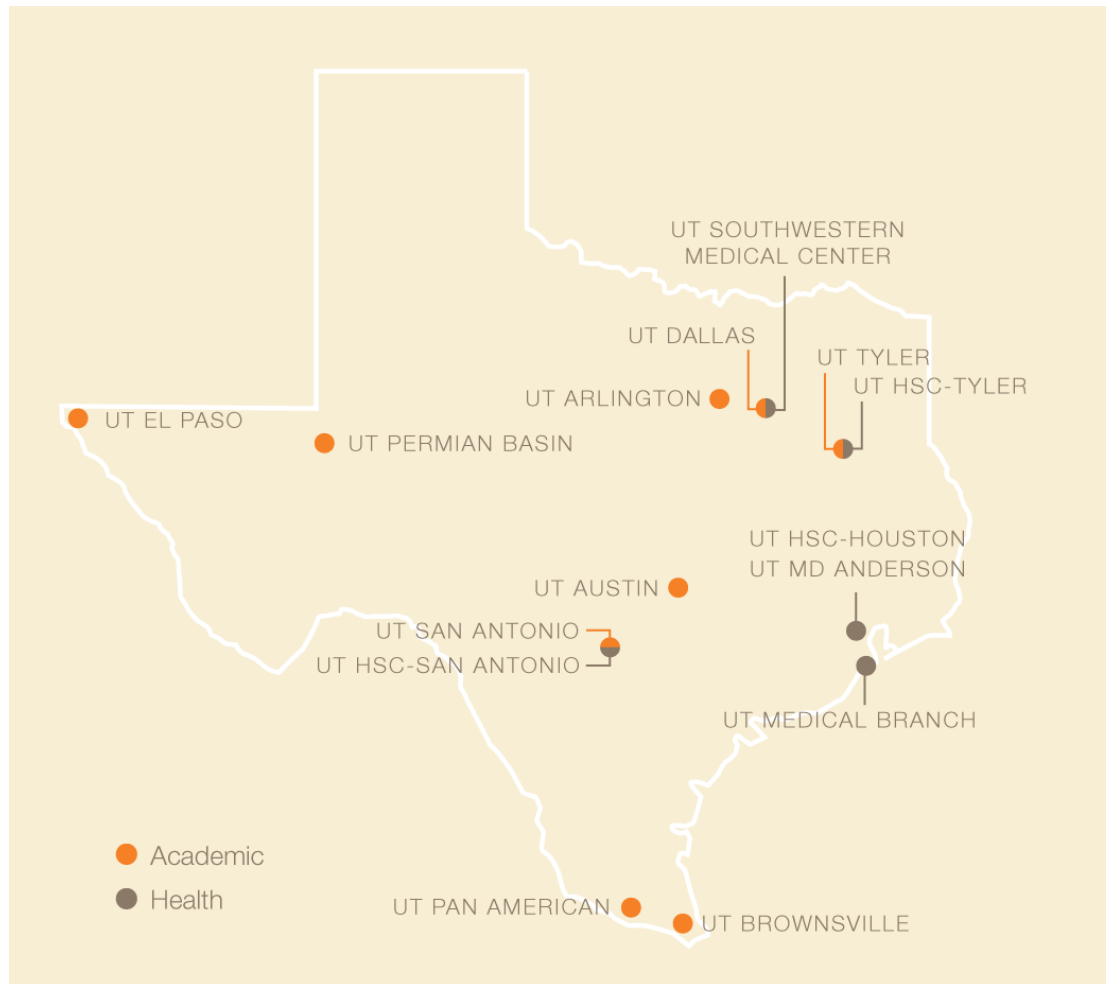 UT SOUTHWESTERN
MEDICAL CENTER
UT DALLAS
UT TYLER
UT HSC-TYLER
UT ARLINGTON
UT EL PASO
UT PERMIAN BASIN
UT HSC-HOUSTON
UT MD ANDERSON
UT AUSTIN
UT SAN ANTONIO
UT HSC-SAN ANTONIO
UT MEDICAL BRANCH
Academic
Health
UT PAN AMERICAN
UT BROWNSVILLE